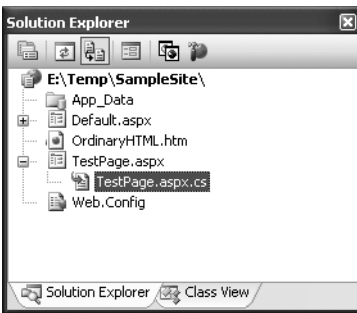 Solution Explorer
E:\Temp\SampleSite\
App_Data
Default.aspx
OrdinaryHTML.htm
TestPage.aspx
TestPage.aspx.cs
Web.Config
Solution Explorer Class View